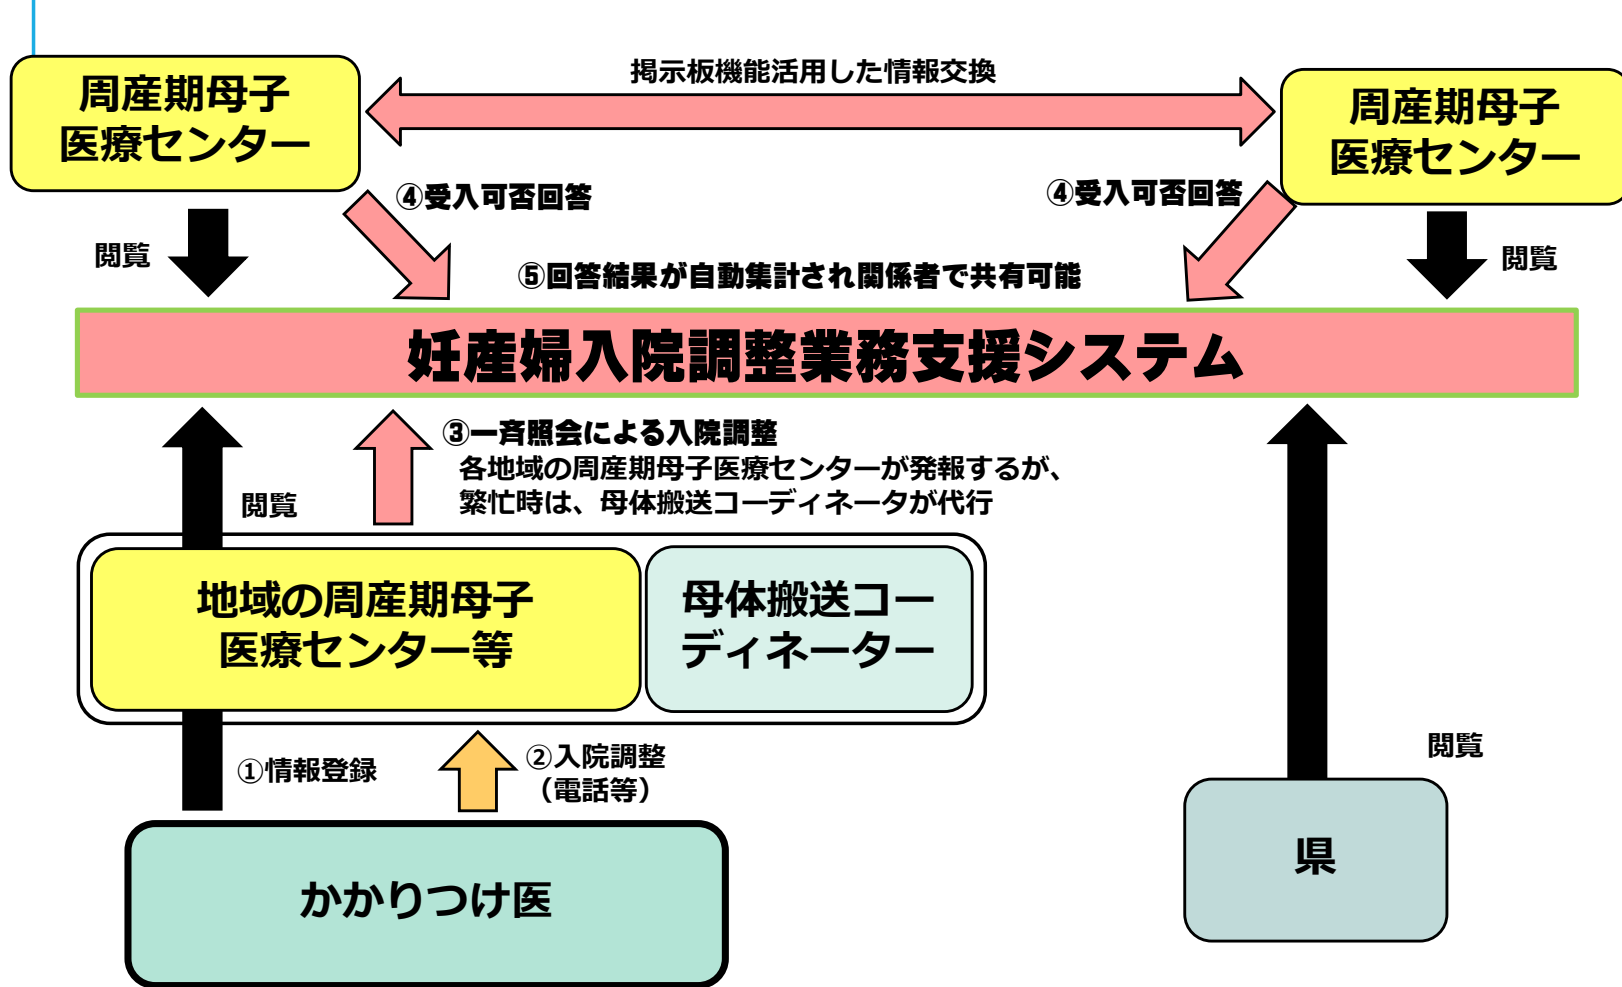 掲示板機能活用した情報交換
周産期母子
医療センター
周産期母子
医療センター
④受入可否回答
④受入可否回答
閲覧
閲覧
⑤回答結果が自動集計され関係者で共有可能
妊産婦入院調整業務支援システム
③一斉照会による入院調整
各地域の周産期母子医療センターが発報するが、
繁忙時は、母体搬送コーディネータが代行
閲覧
地域の周産期母子
医療センター等
母体搬送コー
ディネーター
①情報登録
②入院調整
（電話等）
閲覧
かかりつけ医
県